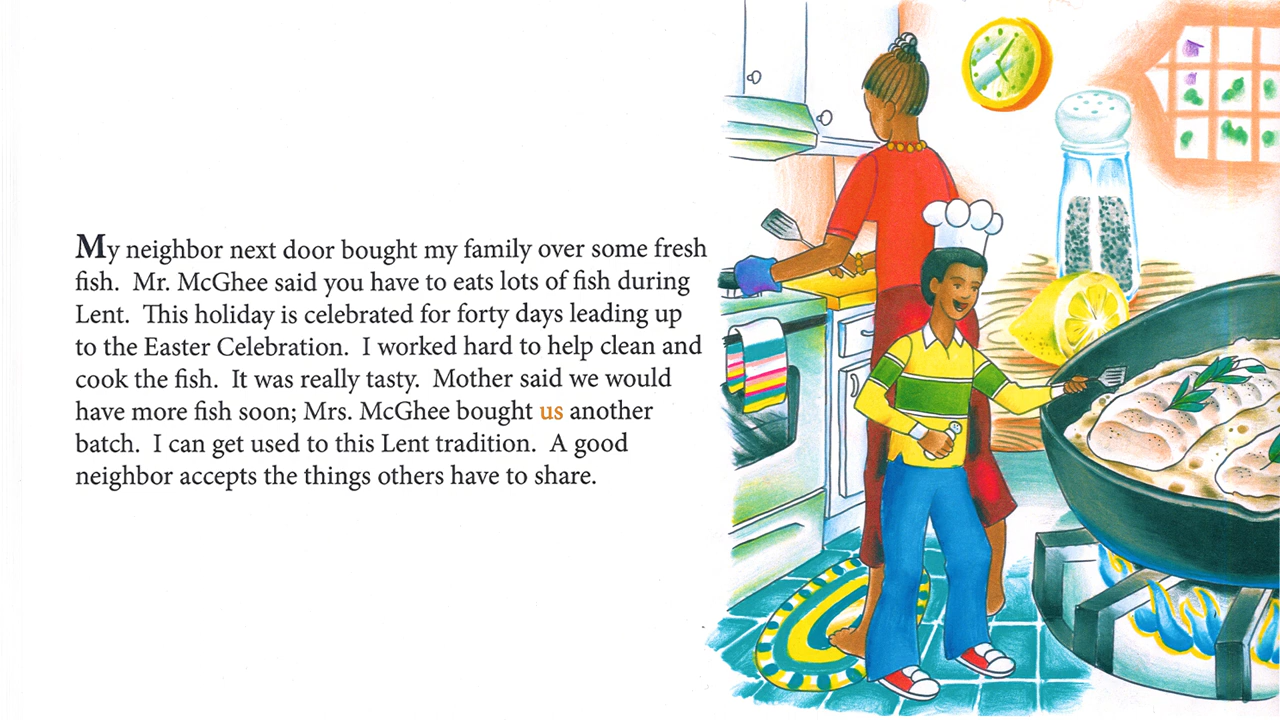 My neighbor next door bought my family over some fresh
fish.  Mr. McGhee said you have to eats lots of fish during
Lent.  This holiday is celebrated for forty days leading up
to the Easter Celebration.  I worked hard to help clean and
cook the fish.  It was really tasty.  Mother said we would
have more fish soon; Mrs. McGhee bought us another
batch.  I can get used to this Lent tradition.  A good
neighbor accepts the things others have to share.